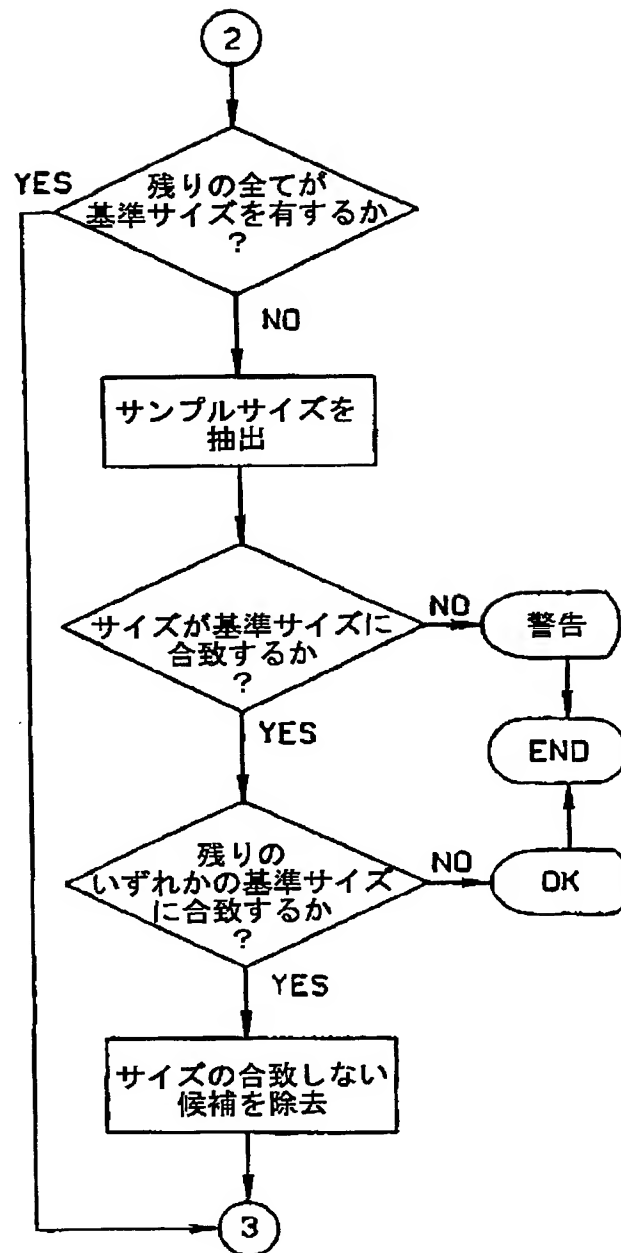 2
YES
残りの全てが
基準サイズを有するか
?
NO
サンプルサイズを
抽出
サイズが基準サイズに
合致するか
?
NO
警告
YES
END
残りの
いずれかの基準サイズ
に合致するか
?
NO
OK
YES
サイズの合致しない
候補を除去
3